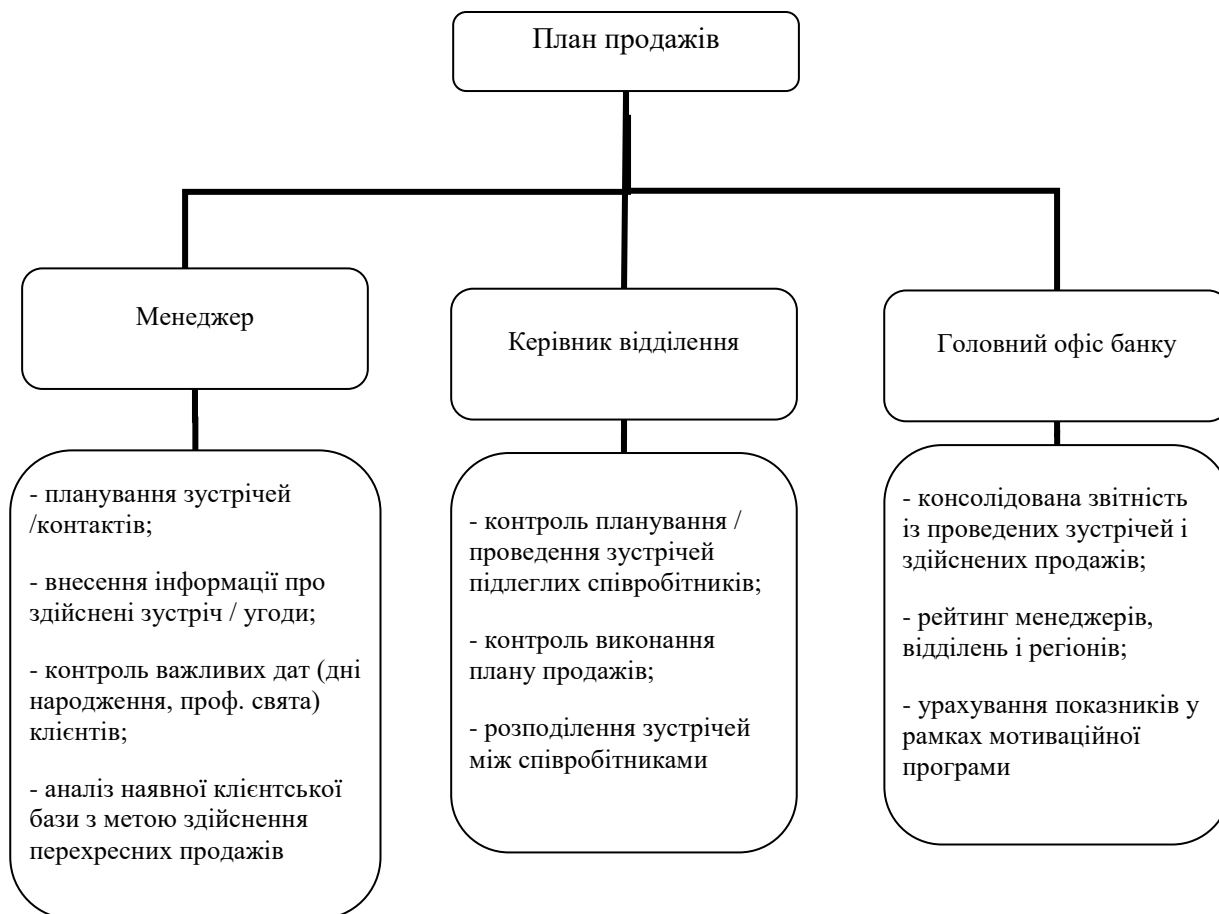 План продажів
Менеджер
Керівник відділення
Головний офіс банку
- планування зустрічей
/контактів;
- внесення інформації про
здійснені зустріч / угоди;
- контроль важливих дат (дні
народження, проф. свята)
клієнтів;
- аналіз наявної клієнтської
бази з метою здійснення
перехресних продажів
- контроль планування /
проведення зустрічей
підлеглих співробітників;
- контроль виконання
плану продажів;
- розподілення зустрічей
між співробітниками
- консолідована звітність
із проведених зустрічей і
здійснених продажів;
- рейтинг менеджерів,
відділень і регіонів;
- урахування показників у
рамках мотиваційної
програми